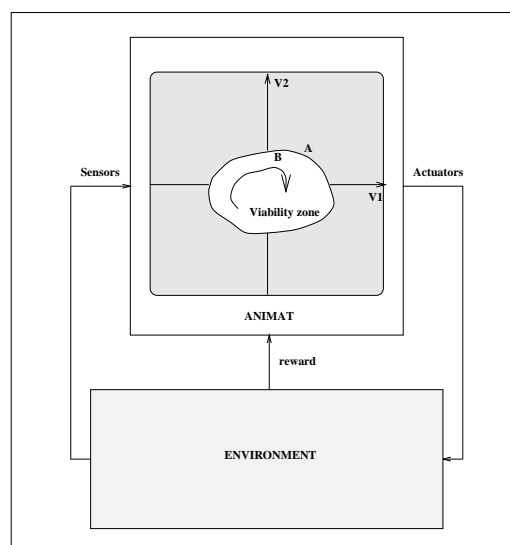 V2
A
B
Sensors
Actuators
V1
Viability zone
ANIMAT
reward
ENVIRONMENT